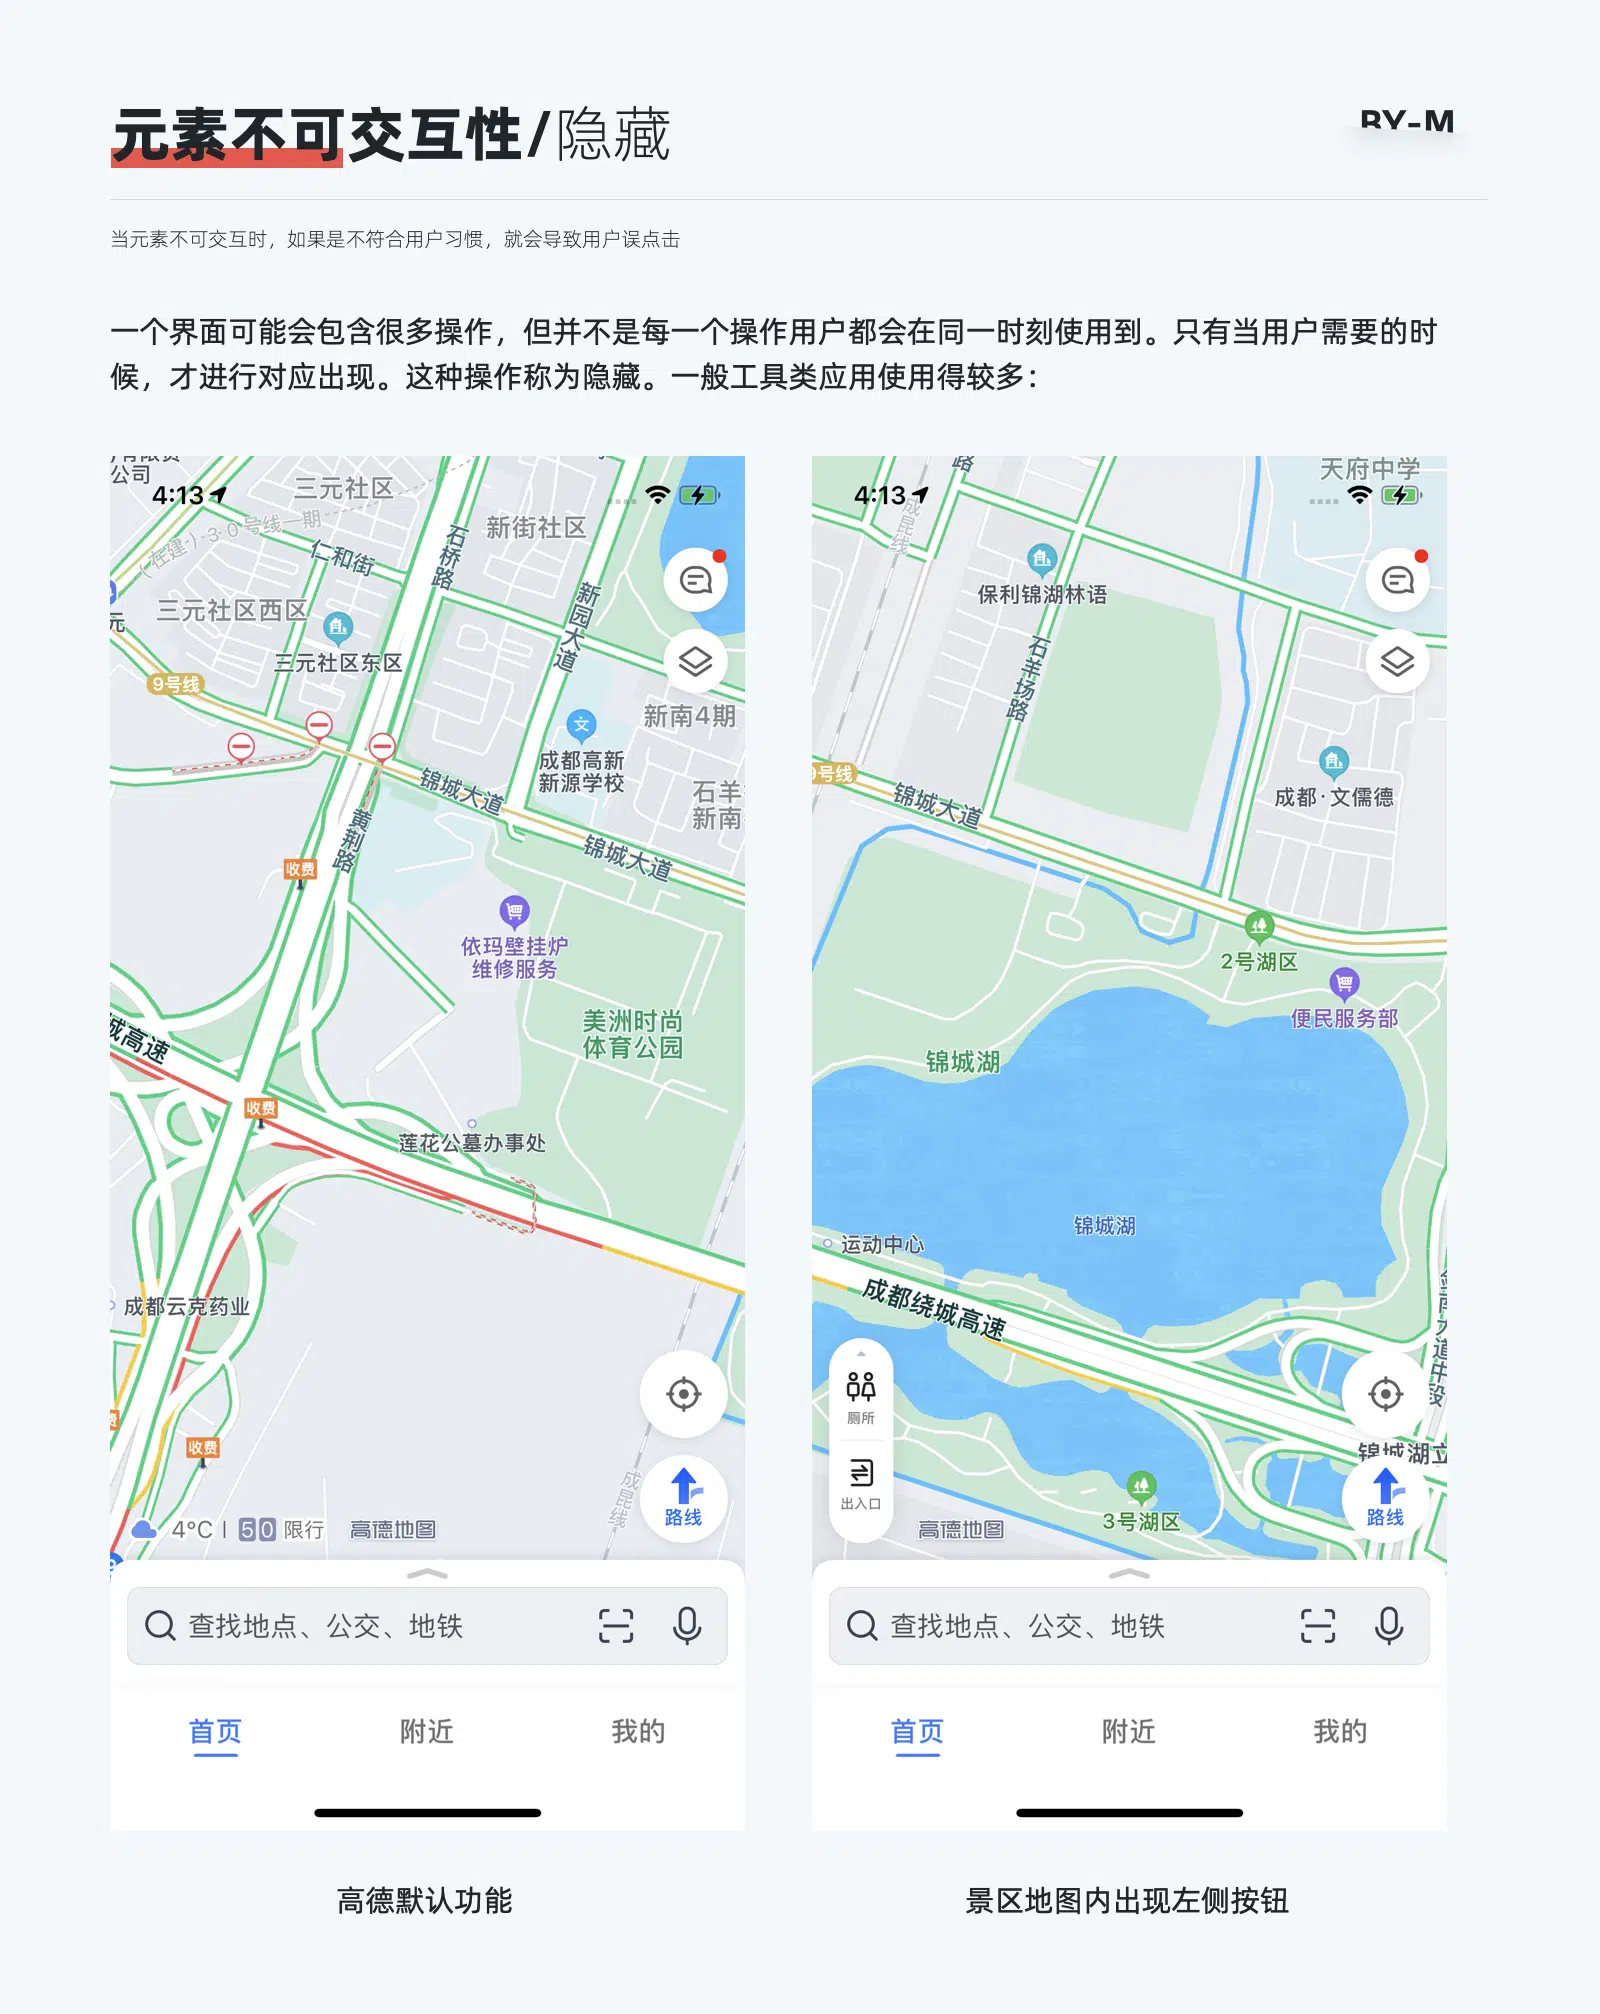 元素不可交互性/隐藏
BY-M
当元素不可交互时，如果是不符合用户习惯，就会导致用户误点击
一个界面可能会包含很多操作，但并不是每一个操作用户都会在同一时刻使用到。只有当用户需要的时
候，才进行对应出现。这种操作称为隐藏。一般工具类应用使用得较多：
公司
4:13
三元社区
(在建)30号线一期
仁和街
石桥路
新街社区
三元社区西区
元
三元社区东区
新园大道
9号线
新南4期
文
成都高新
新源学校
石羊
新南
锦城大道
锦城大道
黄荆路
收费
依玛壁挂炉
维修服务
美洲时尚
体育公园
城高速
收费
莲花公墓办事处
成都云克药业
收费
成昆线
4°C
50
限行
高德地图
路线
查找地点、公交、地铁
首页
附近
我的
高德默认功能
路
天府中学
4:13
成昆线
保利锦湖林语
石羊场路
9号线
锦城大道
成都·文儒德
2号湖区
便民服务部
锦城湖
锦城湖
运动中心
成都绕城高速
剑南大道中段
厕所
出入口
锦城湖立
3号湖区
高德地图
路线
查找地点、公交、地铁
首页
附近
我的
景区地图内出现左侧按钮